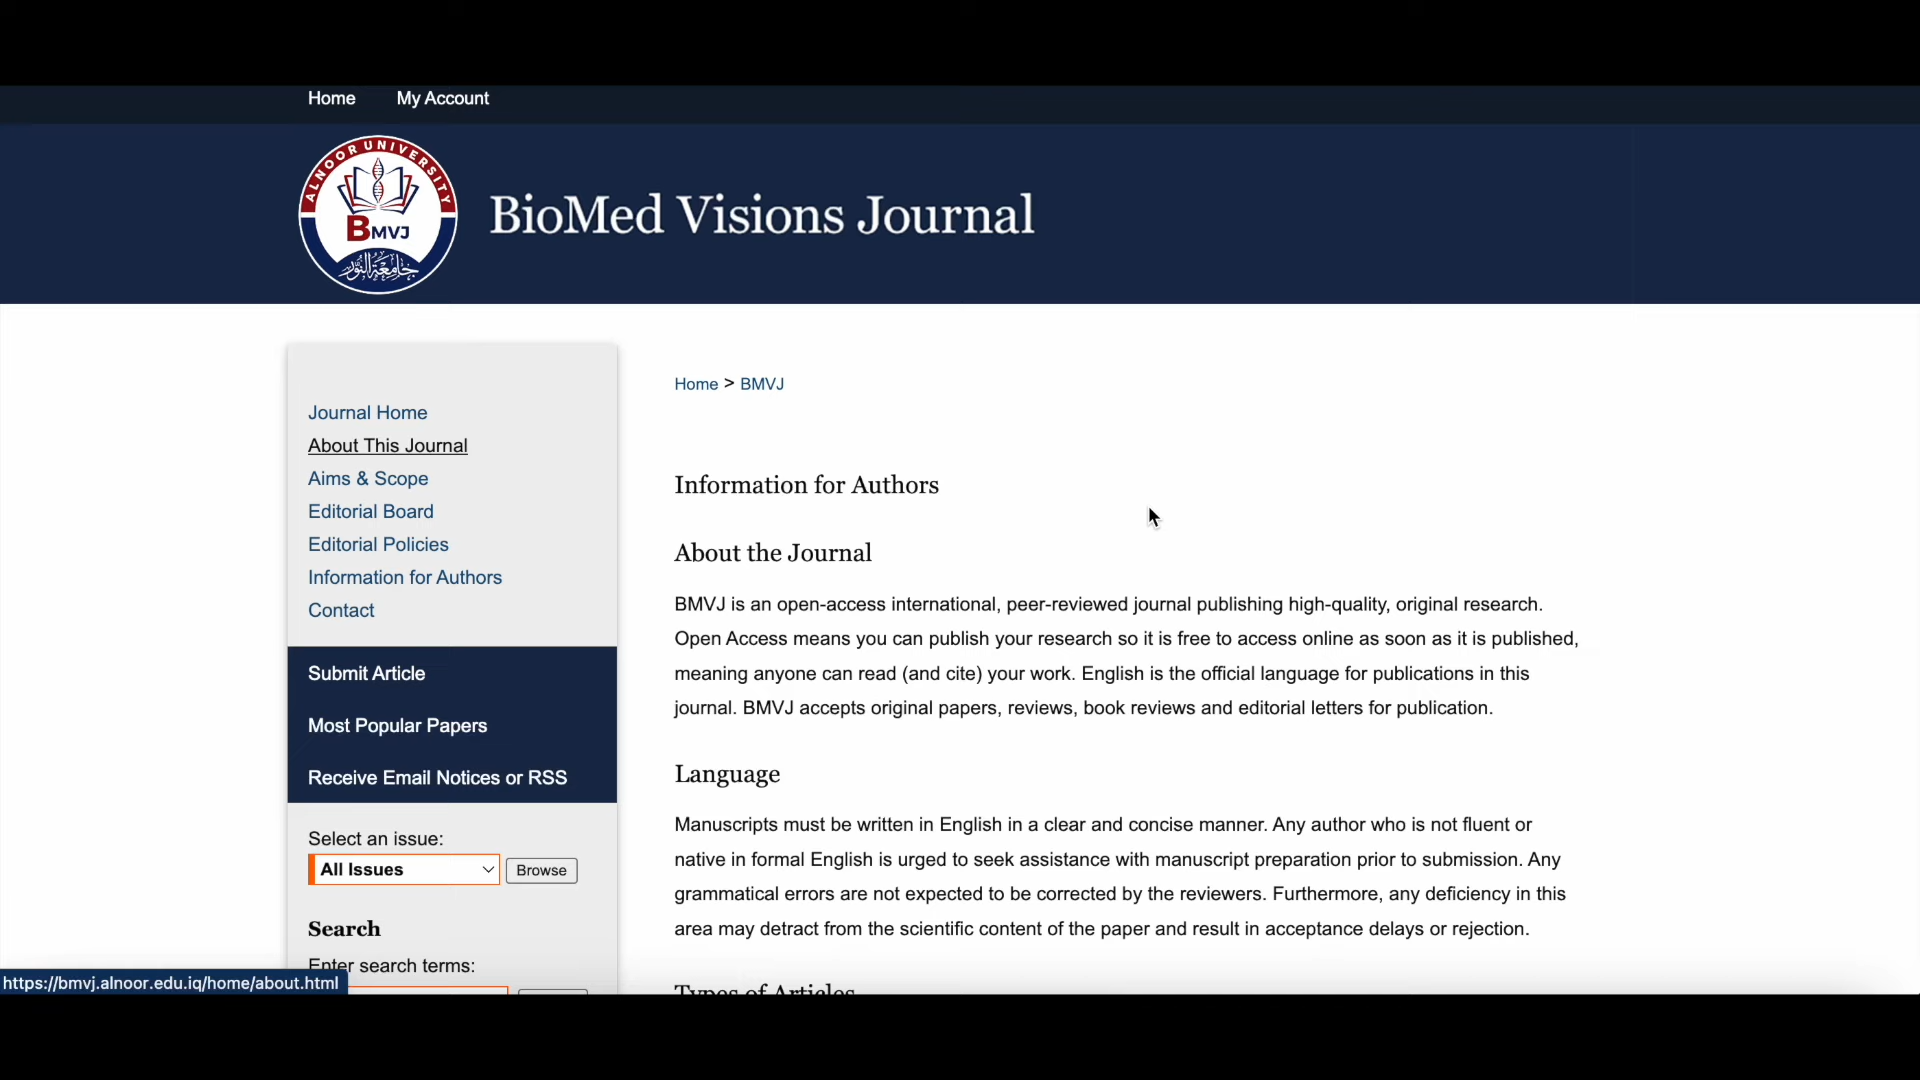 Home My Account
ALNOOR UNIVERSITY
BMVJ
جامعة النور
BioMed Visions Journal
Journal Home
About This Journal
Aims & Scope
Editorial Board
Editorial Policies
Information for Authors
Contact
Submit Article
Most Popular Papers
Receive Email Notices or RSS
Select an issue:
All Issues Browse
Search
Enter search terms:
https://bmvj.alnoor.edu.iq/home/about.html
Home > BMVJ
Information for Authors
About the Journal
BMVJ is an open-access international, peer-reviewed journal publishing high-quality, original research.
Open Access means you can publish your research so it is free to access online as soon as it is published,
meaning anyone can read (and cite) your work. English is the official language for publications in this
journal. BMVJ accepts original papers, reviews, book reviews and editorial letters for publication.
Language
Manuscripts must be written in English in a clear and concise manner. Any author who is not fluent or
native in formal English is urged to seek assistance with manuscript preparation prior to submission. Any
grammatical errors are not expected to be corrected by the reviewers. Furthermore, any deficiency in this
area may detract from the scientific content of the paper and result in acceptance delays or rejection.
Types of Articles